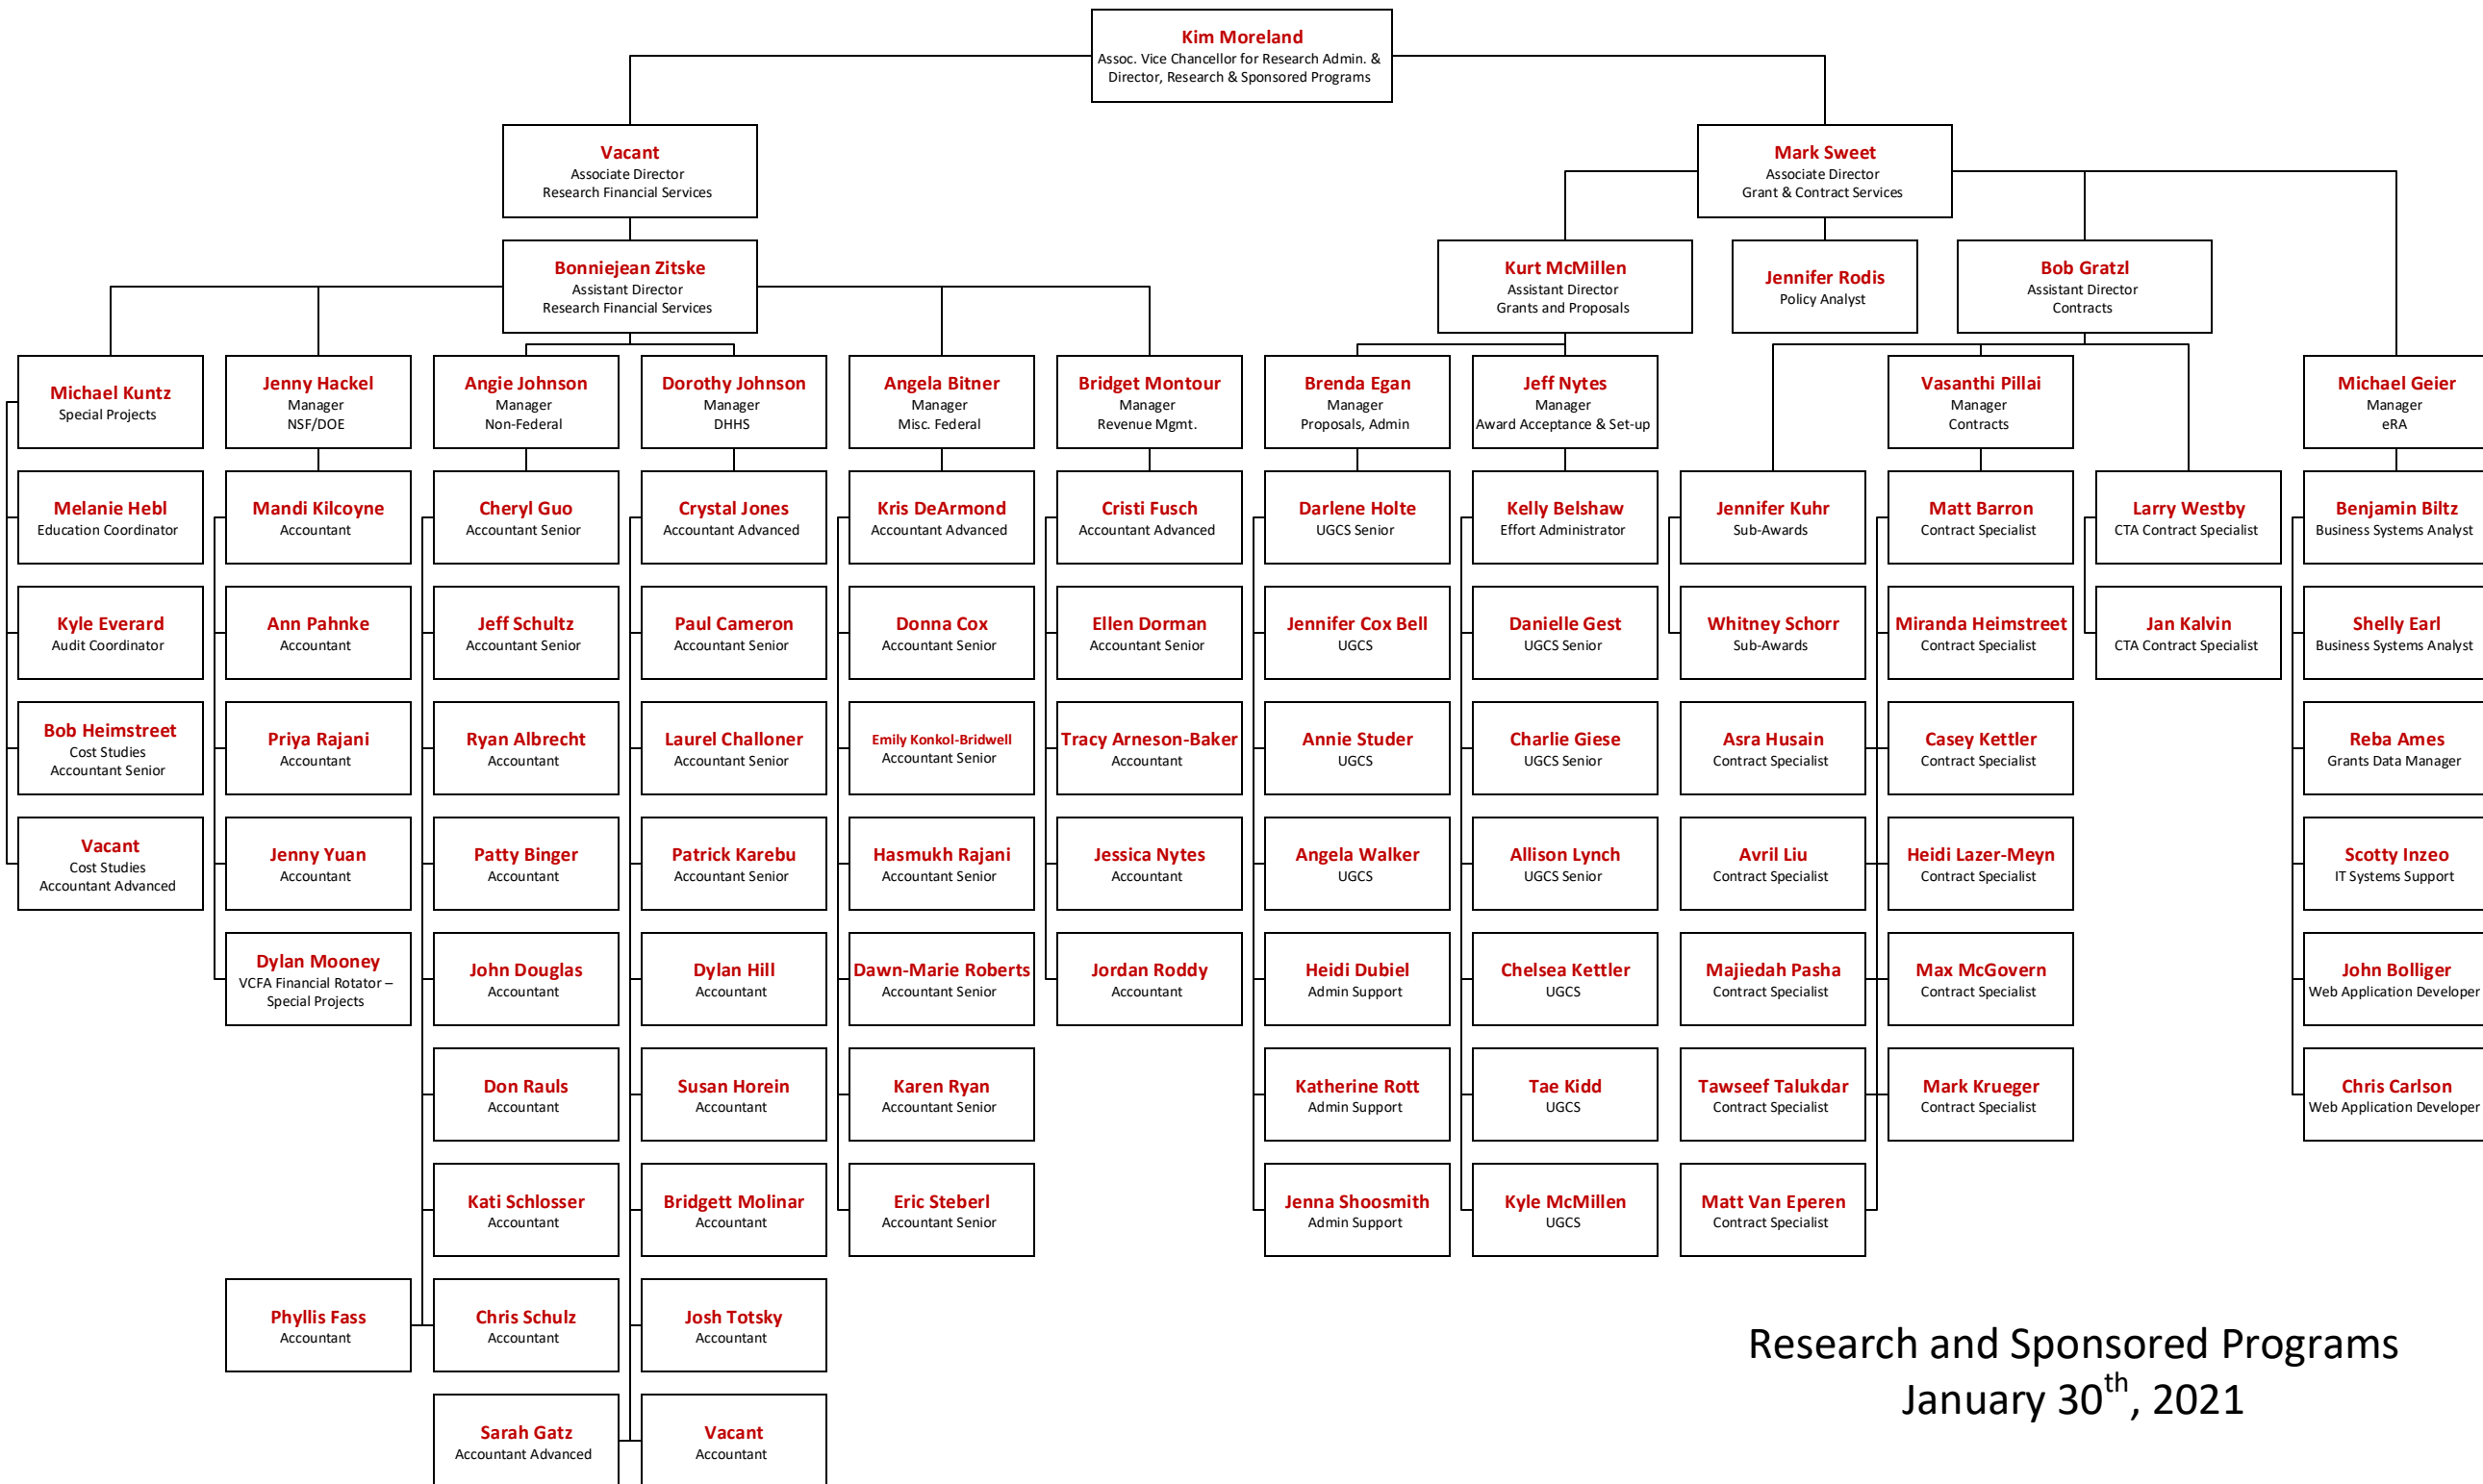 Kim Moreland
Assoc. Vice Chancellor for Research Admin. &
Director, Research & Sponsored Programs
Vacant
Associate Director
Research Financial Services
Mark Sweet
Associate Director
Grant & Contract Services
Bonniejean Zitske
Assistant Director
Research Financial Services
Kurt McMillen
Assistant Director
Grants and Proposals
Jennifer Rodis
Policy Analyst
Bob Gratzl
Assistant Director
Contracts
Michael Kuntz
Special Projects
Jenny Hackel
Manager
NSF/DOE
Angie Johnson
Manager
Non-Federal
Dorothy Johnson
Manager
DHHS
Angela Bitner
Manager
Misc. Federal
Bridget Montour
Manager
Revenue Mgmt.
Brenda Egan
Manager
Proposals, Admin
Jeff Nytes
Manager
Award Acceptance & Set-up
Vasanthi Pillai
Manager
Contracts
Michael Geier
Manager
eRA
Melanie Hebl
Education Coordinator
Mandi Kilcoyne
Accountant
Cheryl Guo
Accountant Senior
Crystal Jones
Accountant Advanced
Kris DeArmond
Accountant Advanced
Cristi Fusch
Accountant Advanced
Darlene Holte
UGCS Senior
Kelly Belshaw
Effort Administrator
Jennifer Kuhr
Sub-Awards
Matt Barron
Contract Specialist
Larry Westby
CTA Contract Specialist
Benjamin Biltz
Business Systems Analyst
Kyle Everard
Audit Coordinator
Ann Pahnke
Accountant
Jeff Schultz
Accountant Senior
Paul Cameron
Accountant Senior
Donna Cox
Accountant Senior
Ellen Dorman
Accountant Senior
Jennifer Cox Bell
UGCS
Danielle Gest
UGCS Senior
Whitney Schorr
Sub-Awards
Miranda Heimstreet
Contract Specialist
Jan Kalvin
CTA Contract Specialist
Shelly Earl
Business Systems Analyst
Bob Heimstreet
Cost Studies
Accountant Senior
Priya Rajani
Accountant
Ryan Albrecht
Accountant
Laurel Challoner
Accountant Senior
Emily Konkol-Bridwell
Accountant Senior
Tracy Arneson-Baker
Accountant
Annie Studer
UGCS
Charlie Giese
UGCS Senior
Asra Husain
Contract Specialist
Casey Kettler
Contract Specialist
Reba Ames
Grants Data Manager
Vacant
Cost Studies
Accountant Advanced
Jenny Yuan
Accountant
Patty Binger
Accountant
Patrick Karebu
Accountant Senior
Hasmukh Rajani
Accountant Senior
Jessica Nytes
Accountant
Angela Walker
UGCS
Allison Lynch
UGCS Senior
Avril Liu
Contract Specialist
Heidi Lazer-Meyn
Contract Specialist
Scotty Inzeo
IT Systems Support
Dylan Mooney
VCFA Financial Rotator –
Special Projects
John Douglas
Accountant
Dylan Hill
Accountant
Dawn-Marie Roberts
Accountant Senior
Jordan Roddy
Accountant
Heidi Dubiel
Admin Support
Chelsea Kettler
UGCS
Majiedah Pasha
Contract Specialist
Max McGovern
Contract Specialist
John Bolliger
Web Application Developer
Don Rauls
Accountant
Susan Horein
Accountant
Karen Ryan
Accountant Senior
Katherine Rott
Admin Support
Tae Kidd
UGCS
Tawseef Talukdar
Contract Specialist
Mark Krueger
Contract Specialist
Chris Carlson
Web Application Developer
Kati Schlosser
Accountant
Bridgett Molinar
Accountant
Eric Steberl
Accountant Senior
Jenna Shoosmith
Admin Support
Kyle McMillen
UGCS
Matt Van Eperen
Contract Specialist
Phyllis Fass
Accountant
Chris Schulz
Accountant
Josh Totsky
Accountant
Sarah Gatz
Accountant Advanced
Vacant
Accountant
Research and Sponsored Programs
January 30th, 2021